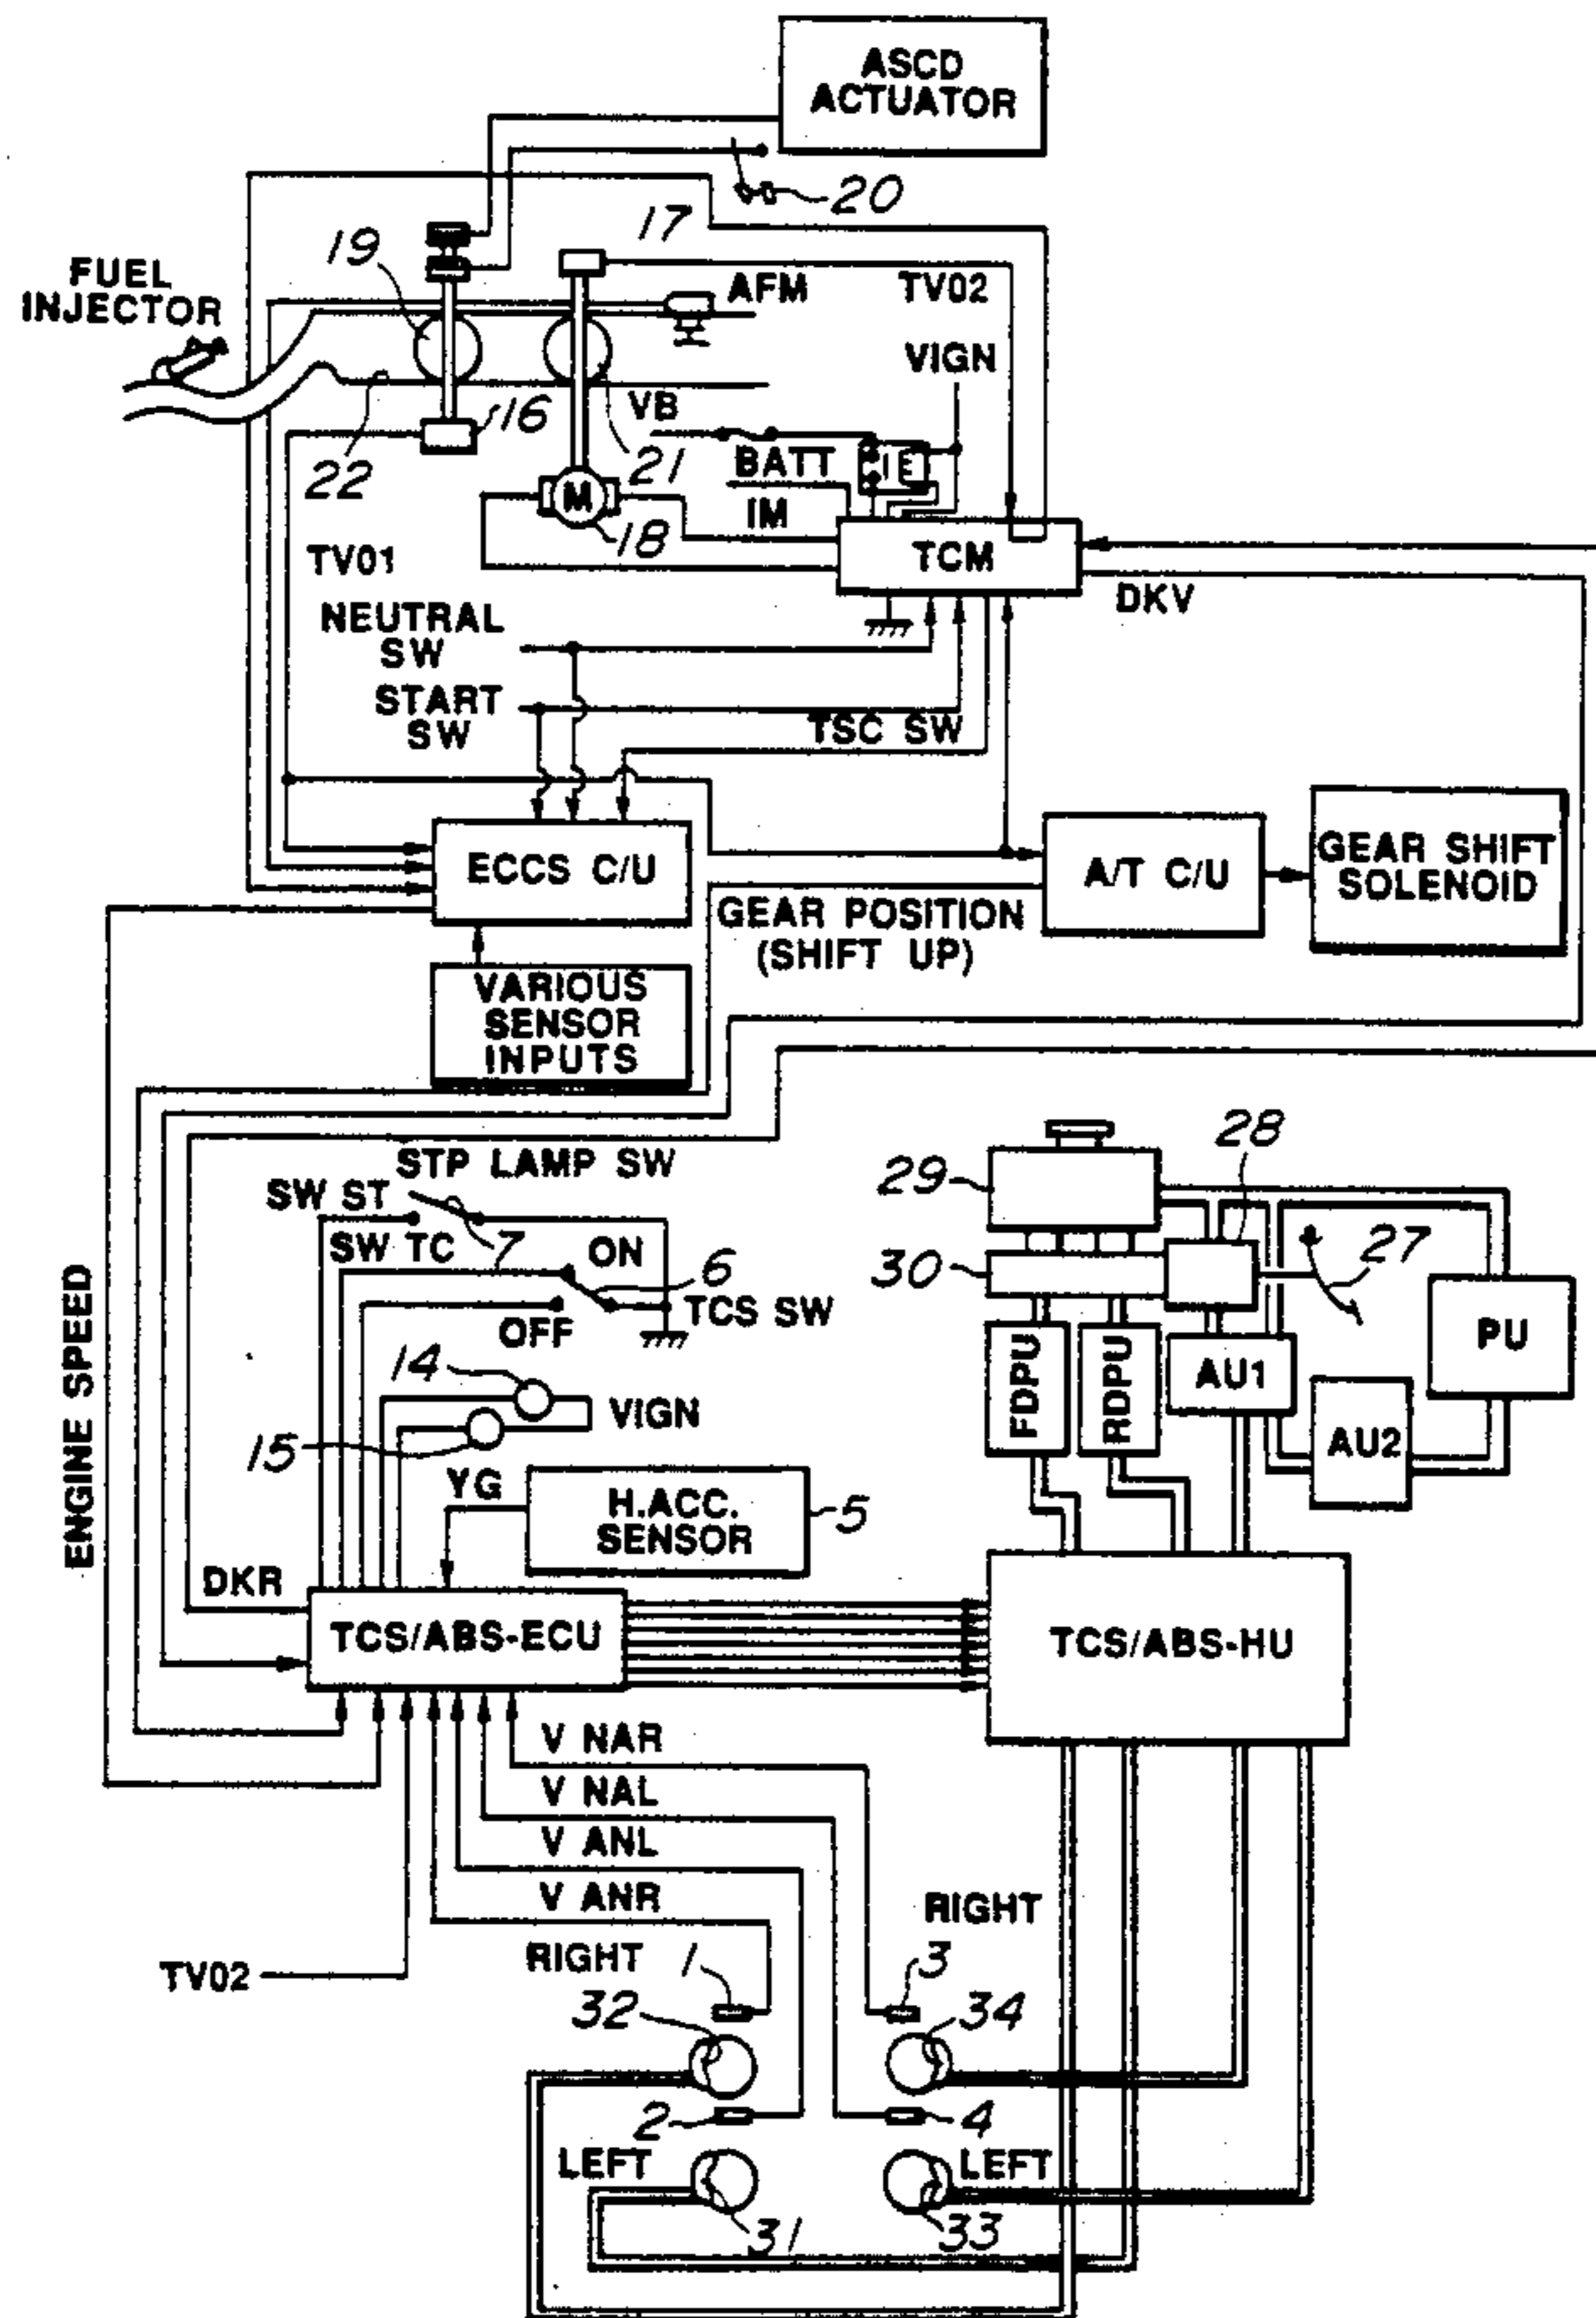 ASCD
ACTUATOR
20
17
19
FUEL
INJECTOR
AFM
TV02
VIGN
16
VB
22
21
BATT
M
IM
18
TCM
TV01
DKV
NEUTRAL
SW
START
SW
TSC SW
ECCS C/U
A/T C/U
GEAR SHIFT
SOLENOID
GEAR POSITION
(SHIFT UP)
VARIOUS
SENSOR
INPUTS
28
STP LAMP SW
29
SW ST
SW TC
7
ON
6
30
27
TCS SW
OFF
PU
FDPU
RDPU
AU1
14
VIGN
ENGINE SPEED
15
AU2
YG
H.ACC.
SENSOR
5
DKR
TCS/ABS-ECU
TCS/ABS-HU
V NAR
V NAL
V ANL
V ANR
RIGHT
RIGHT
1
3
TV02
32
34
2
4
LEFT
LEFT
31
33